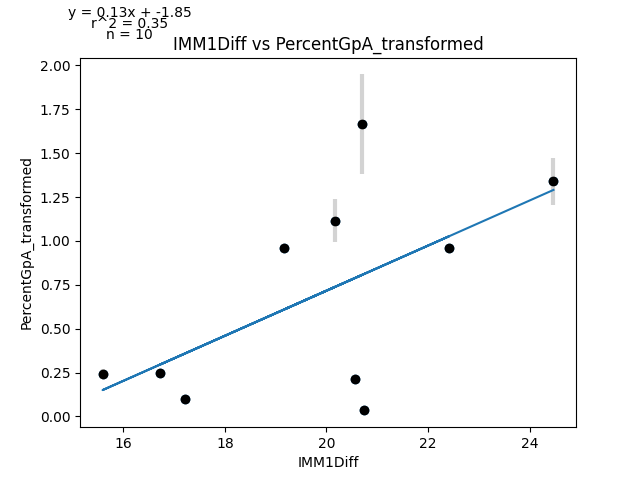 y = 0.13x + -1.85
r^2 = 0.35
n = 10
IMM1Diff vs PercentGpA_transformed
PercentGpA_transformed
2.00
1.75
1.50
1.25
1.00
0.75
0.50
0.25
0.00
16 18 20 22 24
IMM1Diff